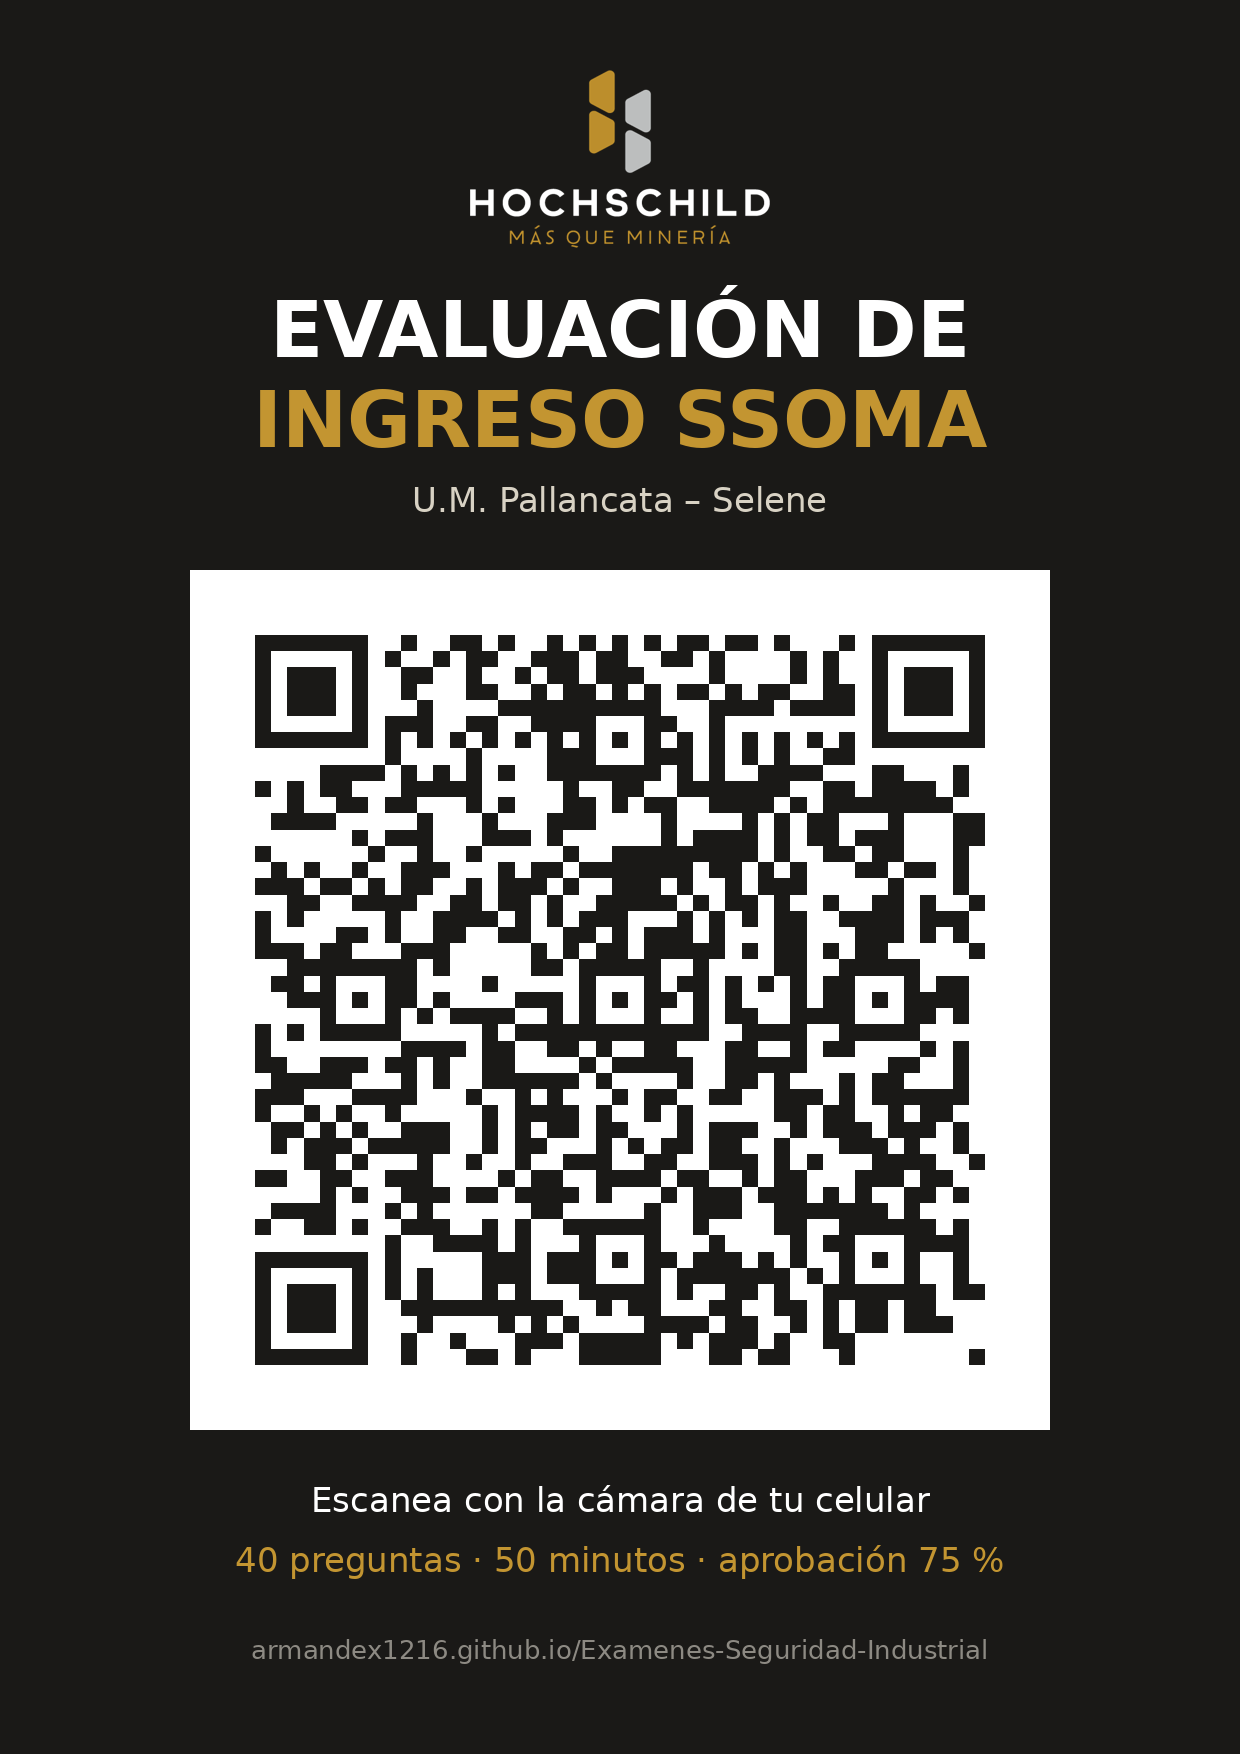 HOCHSCHILD
MÁS QUE MINERÍA
EVALUACIÓN DE
INGRESO SSOMA
U.M. Pallancata – Selene
Escanea con la cámara de tu celular
40 preguntas · 50 minutos · aprobación 75 %
armandex1216.github.io/Examenes-Seguridad-Industrial